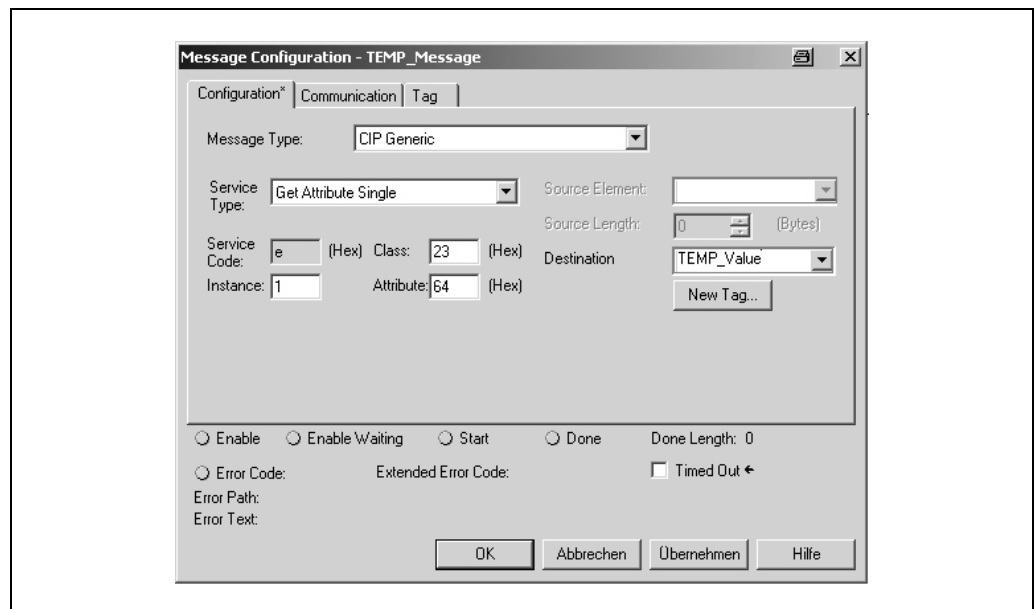 Message Configuration - TEMP_Message
Configuration* Communication Tag
Message Type: CIP Generic
Service Type: Get Attribute Single
Source Element:
Source Length: 0 (Bytes)
Service Code: e (Hex) Class: 23 (Hex)
Destination TEMP_Value
Instance: 1 Attribute: 64 (Hex)
New Tag...
Enable Enable Waiting Start Done Done Length: 0
Error Code: Extended Error Code: Timed Out ←
Error Path:
Error Text:
OK Abbrechen Übernehmen Hilfe